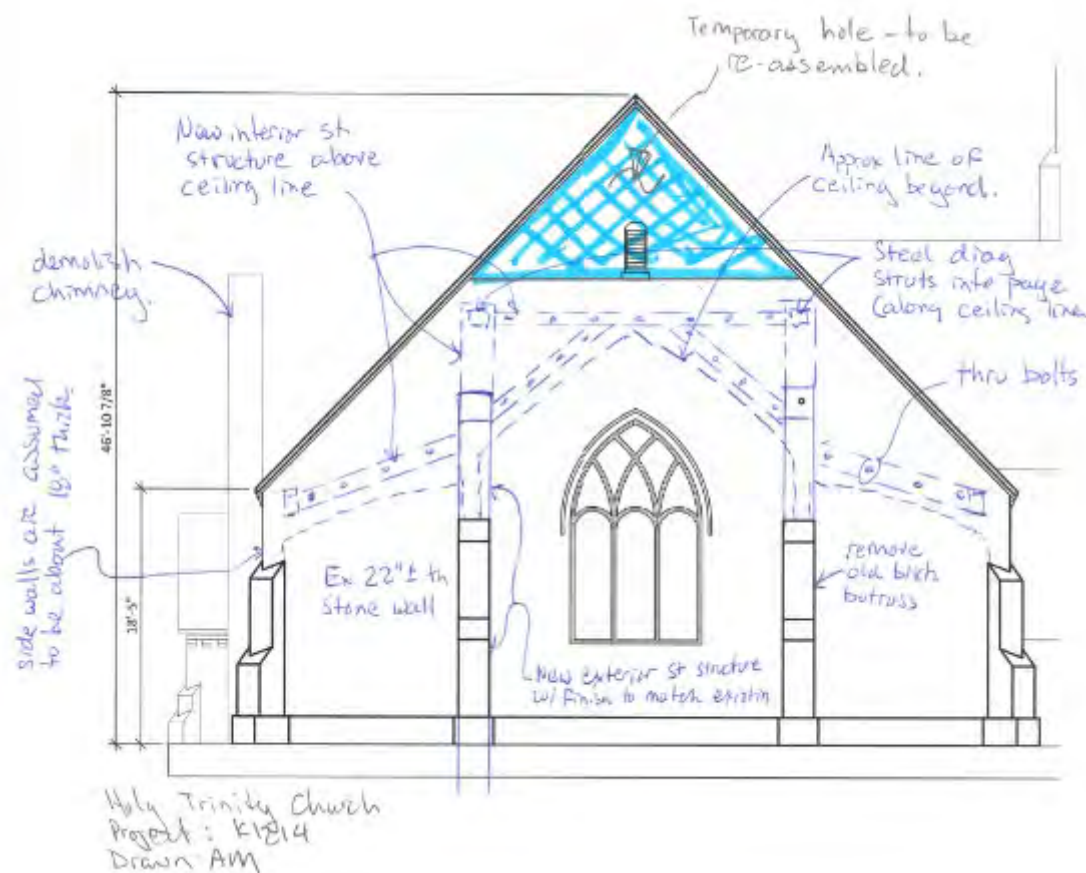 Temporary hole - to be
re-assembled.
New interior st
structure above
ceiling line
Approx line of
ceiling beyond.
demolish
chimney.
Steel diag
struts into page
(along ceiling line
thru bolts
46'-10 7/8"
side walls are assumed
to be about 18" thick.
18'-5"
Ex 22"± th
stone wall
remove
old brick
butruss
New exterior st structure
w/ Finish to match existin
Holy Trinity Church
Project: K1214
Drawn AM